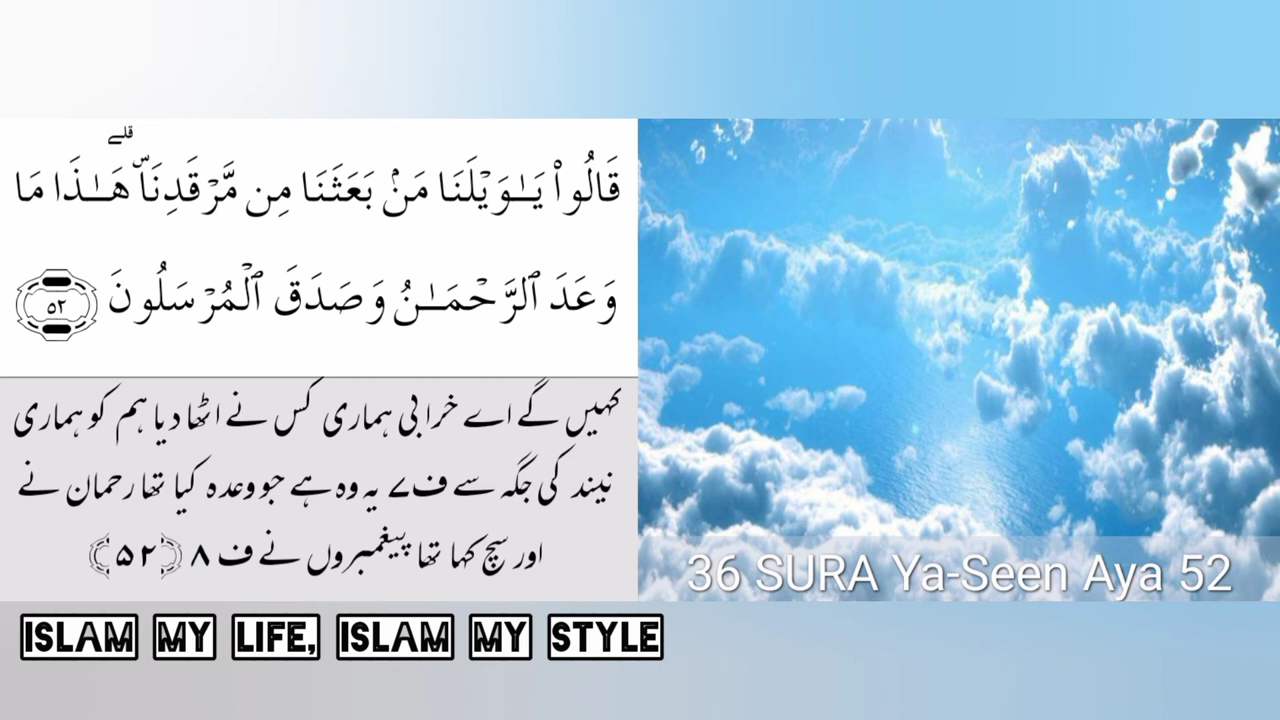 قَالُوا۟ يَـٰوَيْلَنَا مَنۢ بَعَثَنَا مِن مَّرْقَدِنَا ۜ ۗ هَـٰذَا مَا
وَعَدَ ٱلرَّحْمَـٰنُ وَصَدَقَ ٱلْمُرْسَلُونَ ٥٢
کہیں گے اے خرابی ہماری کس نے اٹھا دیا ہم کو ہماری
نیند کی جگہ سے ف۷ یہ وہ ہے جو وعدہ کیا تھا رحمان نے
اور سچ کہا تھا پیغمبروں نے ف ۸ ﴿۵۲﴾
36 SURA Ya-Seen Aya 52
ISLAM MY LIFE, ISLAM MY STYLE